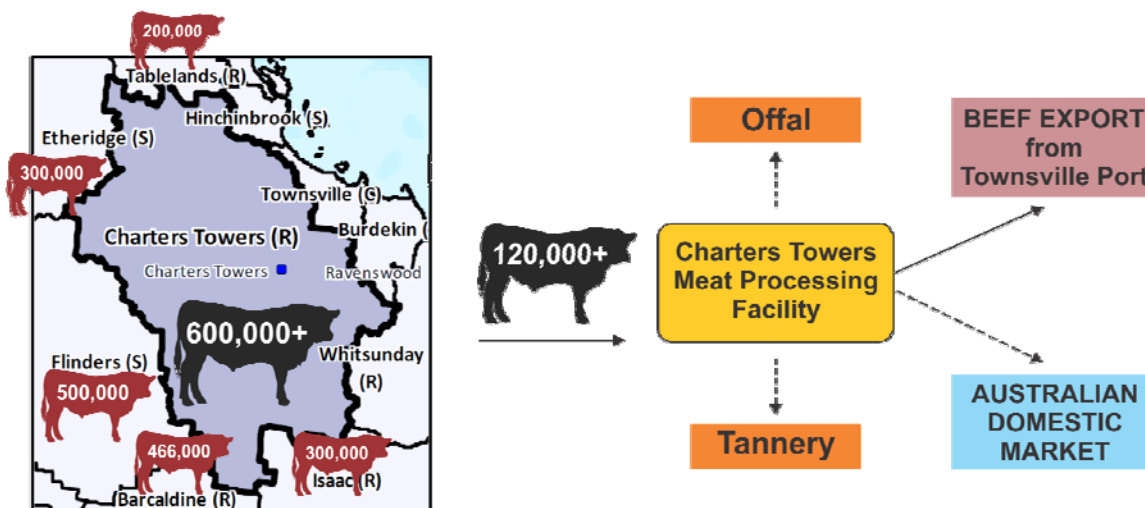 200,000
Tablelands (R)
Hinchinbrook (S)
Etheridge (S)
300,000
Townsville (C)
Burdekin (
Charters Towers (R)
Charters Towers
Ravenswood
600,000+
Whitsunday
(R)
Flinders (S)
500,000
466,000
300,000
Isaac (R)
Barcaldine (R)
120,000+
Offal
Charters Towers
Meat Processing
Facility
Tannery
BEEF EXPORT
from
Townsville Port
AUSTRALIAN
DOMESTIC
MARKET